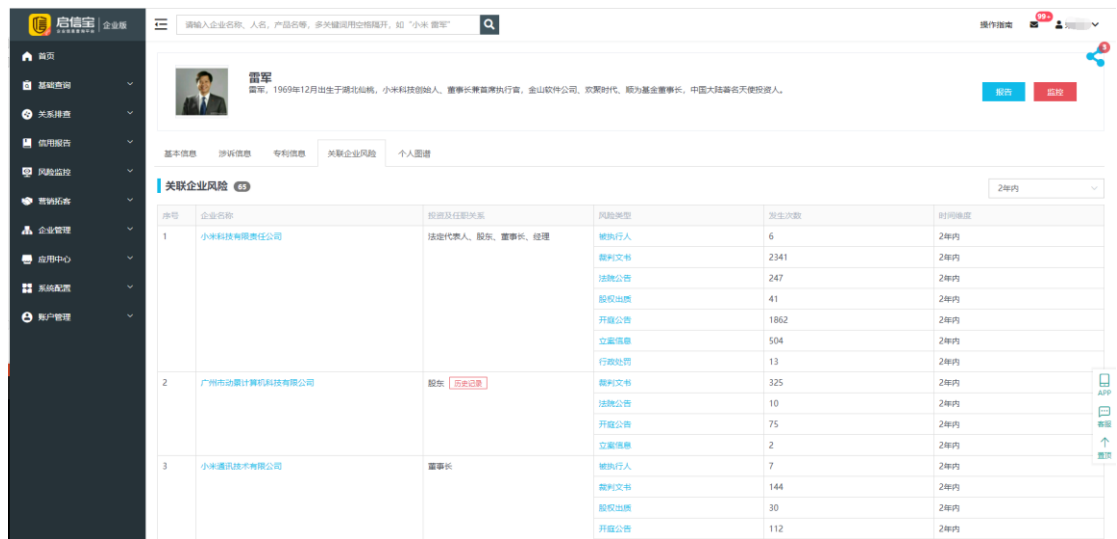 启信宝 企业版
请输入企业名称、人名，产品名等，多关键词用空格隔开，如 "小米 雷军"
操作指南
99+
首页
基础查询
关系排查
信用报告
风险监控
营销拓客
企业管理
应用中心
系统配置
账户管理
雷军
雷军，1969年12月出生于湖北仙桃，小米科技创始人、董事长兼首席执行官，金山软件公司、欢聚时代、顺为基金董事长，中国大陆著名天使投资人。
报告 监控
基本信息 涉诉信息 专利信息 关联企业风险 个人图谱
关联企业风险 65
2年内
序号 企业名称 投资及任职关系 风险类型 发生次数 时间维度
1 小米科技有限责任公司 法定代表人、股东、董事长、经理 被执行人 6 2年内
裁判文书 2341 2年内
法院公告 247 2年内
股权出质 41 2年内
开庭公告 1862 2年内
立案信息 504 2年内
行政处罚 13 2年内
2 广州市动景计算机科技有限公司 股东 历史记录 裁判文书 325 2年内
法院公告 10 2年内
开庭公告 75 2年内
立案信息 2 2年内
3 小米通讯技术有限公司 董事长 被执行人 7 2年内
裁判文书 144 2年内
股权出质 30 2年内
开庭公告 112 2年内
APP
客服
置顶